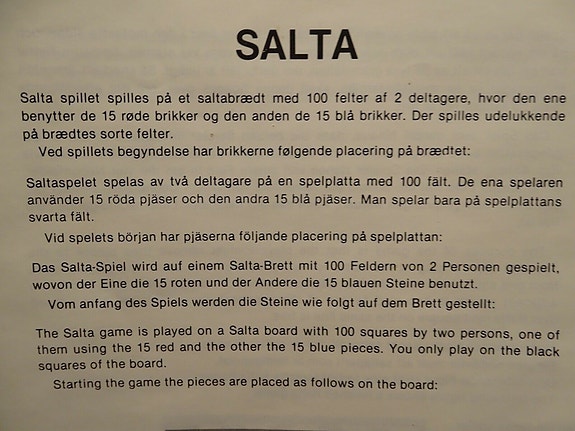 SALTA
Salta spillet spilles på et saltabrædt med 100 felter af 2 deltagere, hvor den ene
benytter de 15 røde brikker og den anden de 15 blå brikker. Der spilles udelukkende
på brædtes sorte felter.
Ved spillets begyndelse har brikkerne følgende placering på brædtet:
Saltaspelet spelas av två deltagare på en spelplatta med 100 fält. De ena spelaren
använder 15 röda pjäser och den andra 15 blå pjäser. Man spelar bara på spelplattans
svarta fält.
Vid spelets början har pjäserna följande placering på spelplattan:
Das Salta-Spiel wird auf einem Salta-Brett mit 100 Feldern von 2 Personen gespielt,
wovon der Eine die 15 roten und der Andere die 15 blauen Steine benutzt.
Vom anfang des Spiels werden die Steine wie folgt auf dem Brett gestellt:
The Salta game is played on a Salta board with 100 squares by two persons, one of
them using the 15 red and the other the 15 blue pieces. You only play on the black
squares of the board.
Starting the game the pieces are placed as follows on the board: